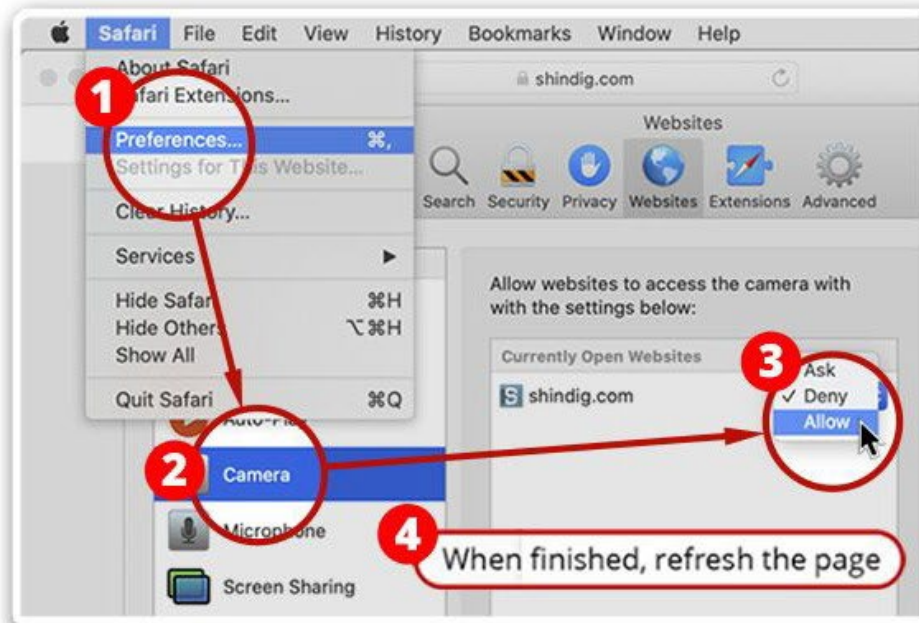 Safari File Edit View History Bookmarks Window Help
About Safari
Safari Extensions...
Preferences... ⌘,
Settings for This Website...
Clear History...
Services
Hide Safari ⌘H
Hide Others ⌥⌘H
Show All
Quit Safari ⌘Q
shindig.com
Websites
Search Security Privacy Websites Extensions Advanced
Allow websites to access the camera with
with the settings below:
Currently Open Websites
shindig.com
Ask
✓ Deny
Allow
Auto-Play
Camera
Microphone
Screen Sharing
1
2
3
4
When finished, refresh the page